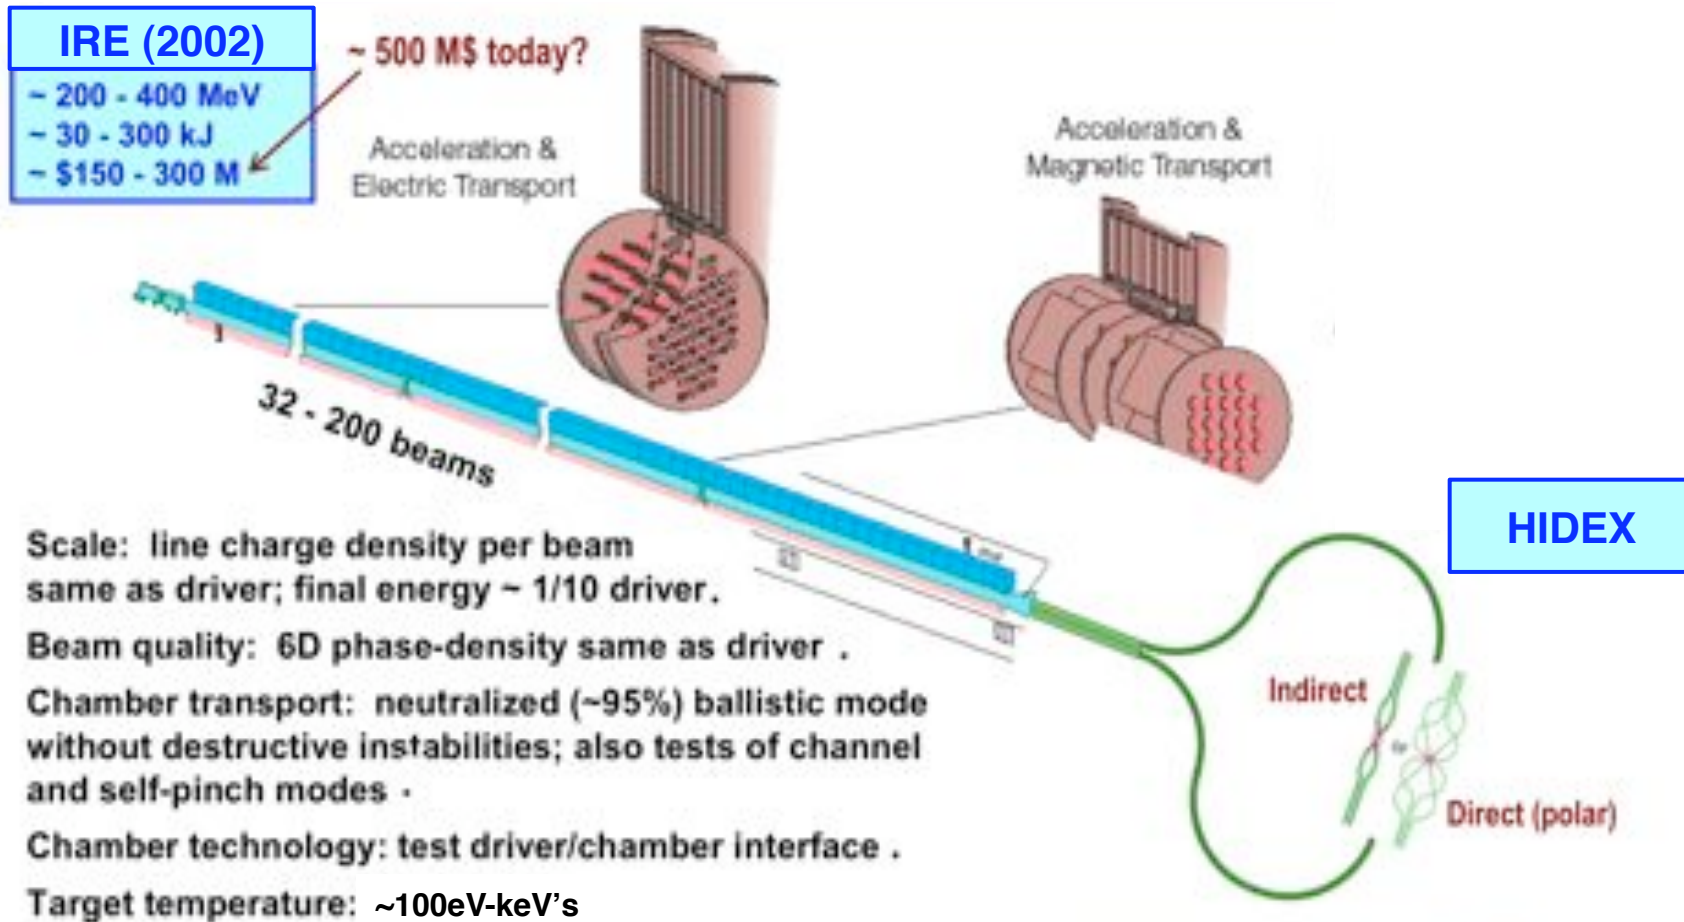 IRE (2002)
~ 200 - 400 MeV
~ 30 - 300 kJ
~ $150 - 300 M
~ 500 M$ today?
Acceleration &
Electric Transport
Acceleration &
Magnetic Transport
32 - 200 beams
HIDEX
Scale: line charge density per beam
same as driver; final energy ~ 1/10 driver.
Beam quality: 6D phase-density same as driver .
Chamber transport: neutralized (~95%) ballistic mode
without destructive instabilities; also tests of channel
and self-pinch modes .
Chamber technology: test driver/chamber interface .
Target temperature: ~100eV-keV's
Indirect
or
Direct (polar)